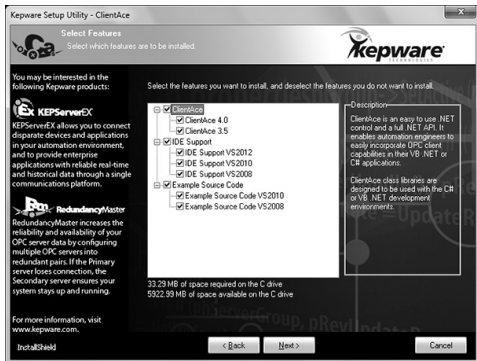 Kepware Setup Utility - ClientAce
Select Features
Select which features are to be installed.
Kepware
TECHNOLOGIES
You may be interested in the
following Kepware products:
Ex KEPServerEX
KEPServerEX allows you to connect
disparate devices and applications
in your automation environment,
and to provide enterprise
applications with reliable real-time
and historical data through a single
communications platform.
Rm RedundancyMaster
RedundancyMaster increases the
reliability and availability of your
OPC server data by configuring
multiple OPC servers into
redundant pairs. If the Primary
server loses connection, the
Secondary server ensures your
system stays up and running.
For more information, visit
www.kepware.com.
Select the features you want to install, and deselect the features you do not want to install.
ClientAce
ClientAce 4.0
ClientAce 3.5
IDE Support
IDE Support VS2012
IDE Support VS2010
IDE Support VS2008
Example Source Code
Example Source Code VS2010
Example Source Code VS2008
Description
ClientAce is an easy to use .NET
control and a full .NET API. It
enables automation engineers to
easily incorporate OPC client
capabilities in their VB .NET or
C# applications.
ClientAce class libraries are
designed to be used with the C#
or VB .NET development
environments.
33.29 MB of space required on the C drive
5922.99 MB of space available on the C drive
InstallShield
< Back
Next >
Cancel